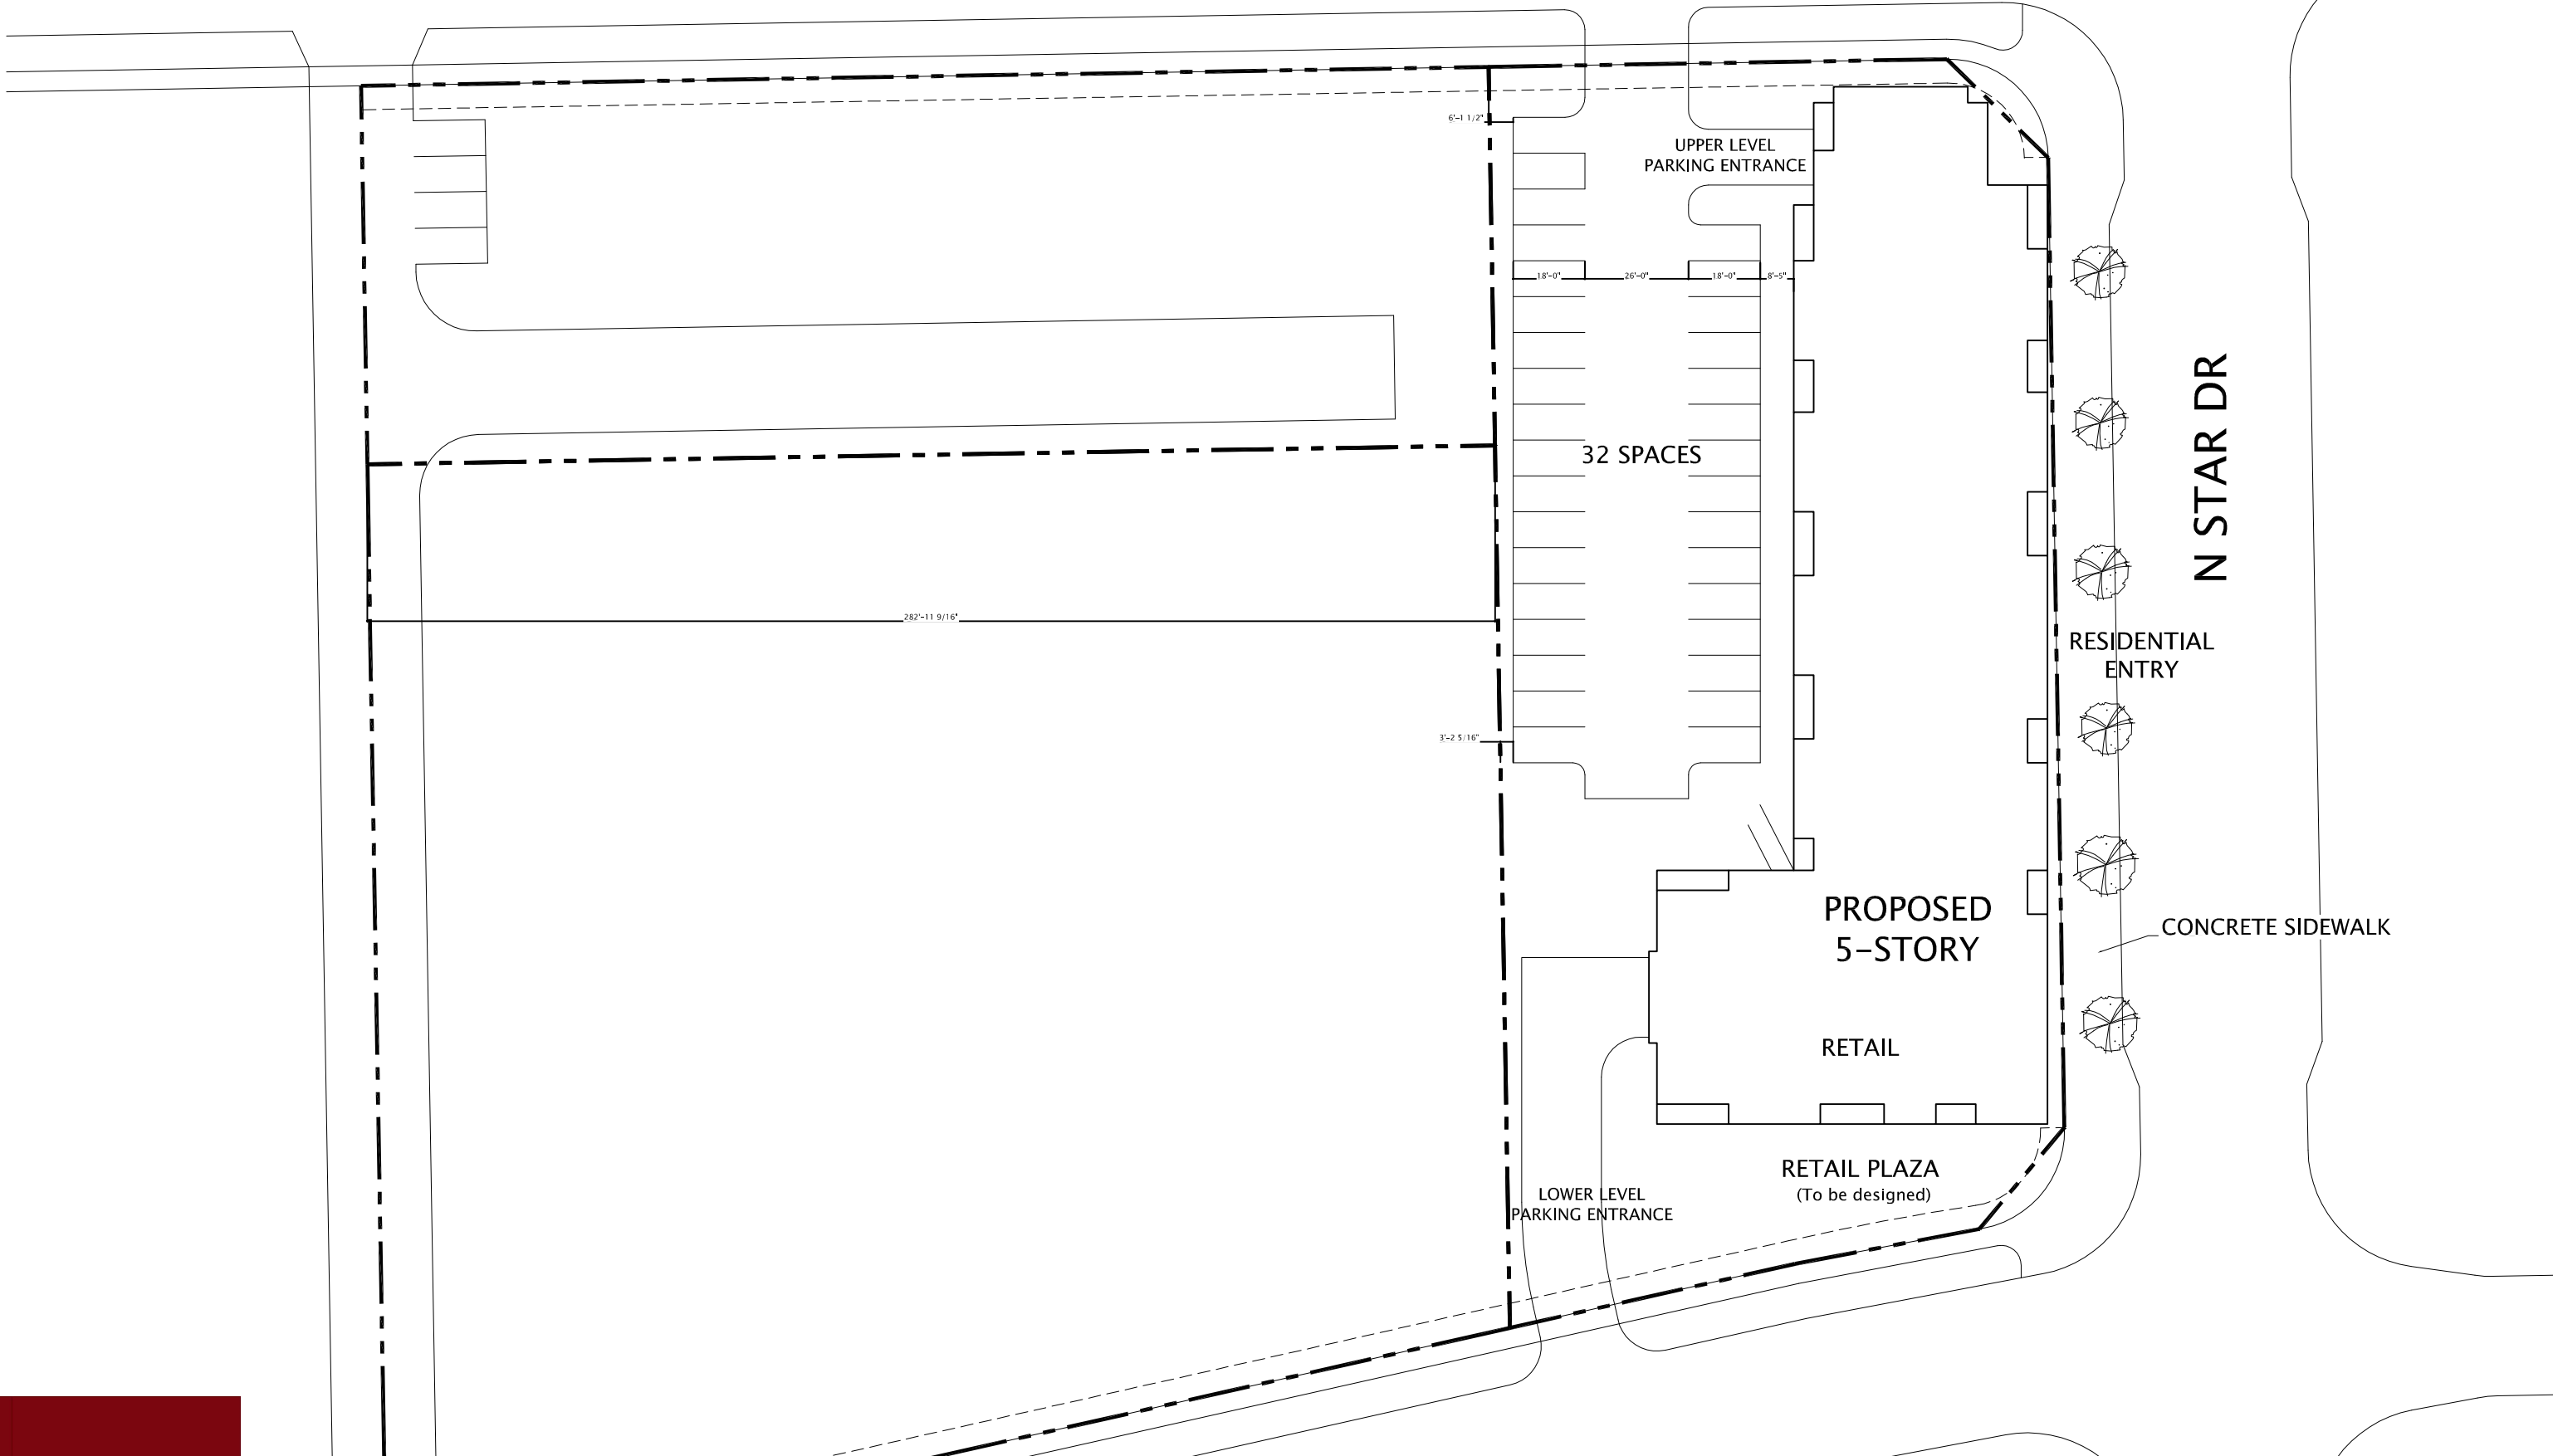 6'-1 1/2"
UPPER LEVEL
PARKING ENTRANCE
18'-0"
26'-0"
18'-0"
8'-5"
N STAR DR
32 SPACES
282'-11 9/16"
RESIDENTIAL
ENTRY
3'-2 5/16"
PROPOSED
5-STORY
CONCRETE SIDEWALK
RETAIL
RETAIL PLAZA
(To be designed)
LOWER LEVEL
PARKING ENTRANCE